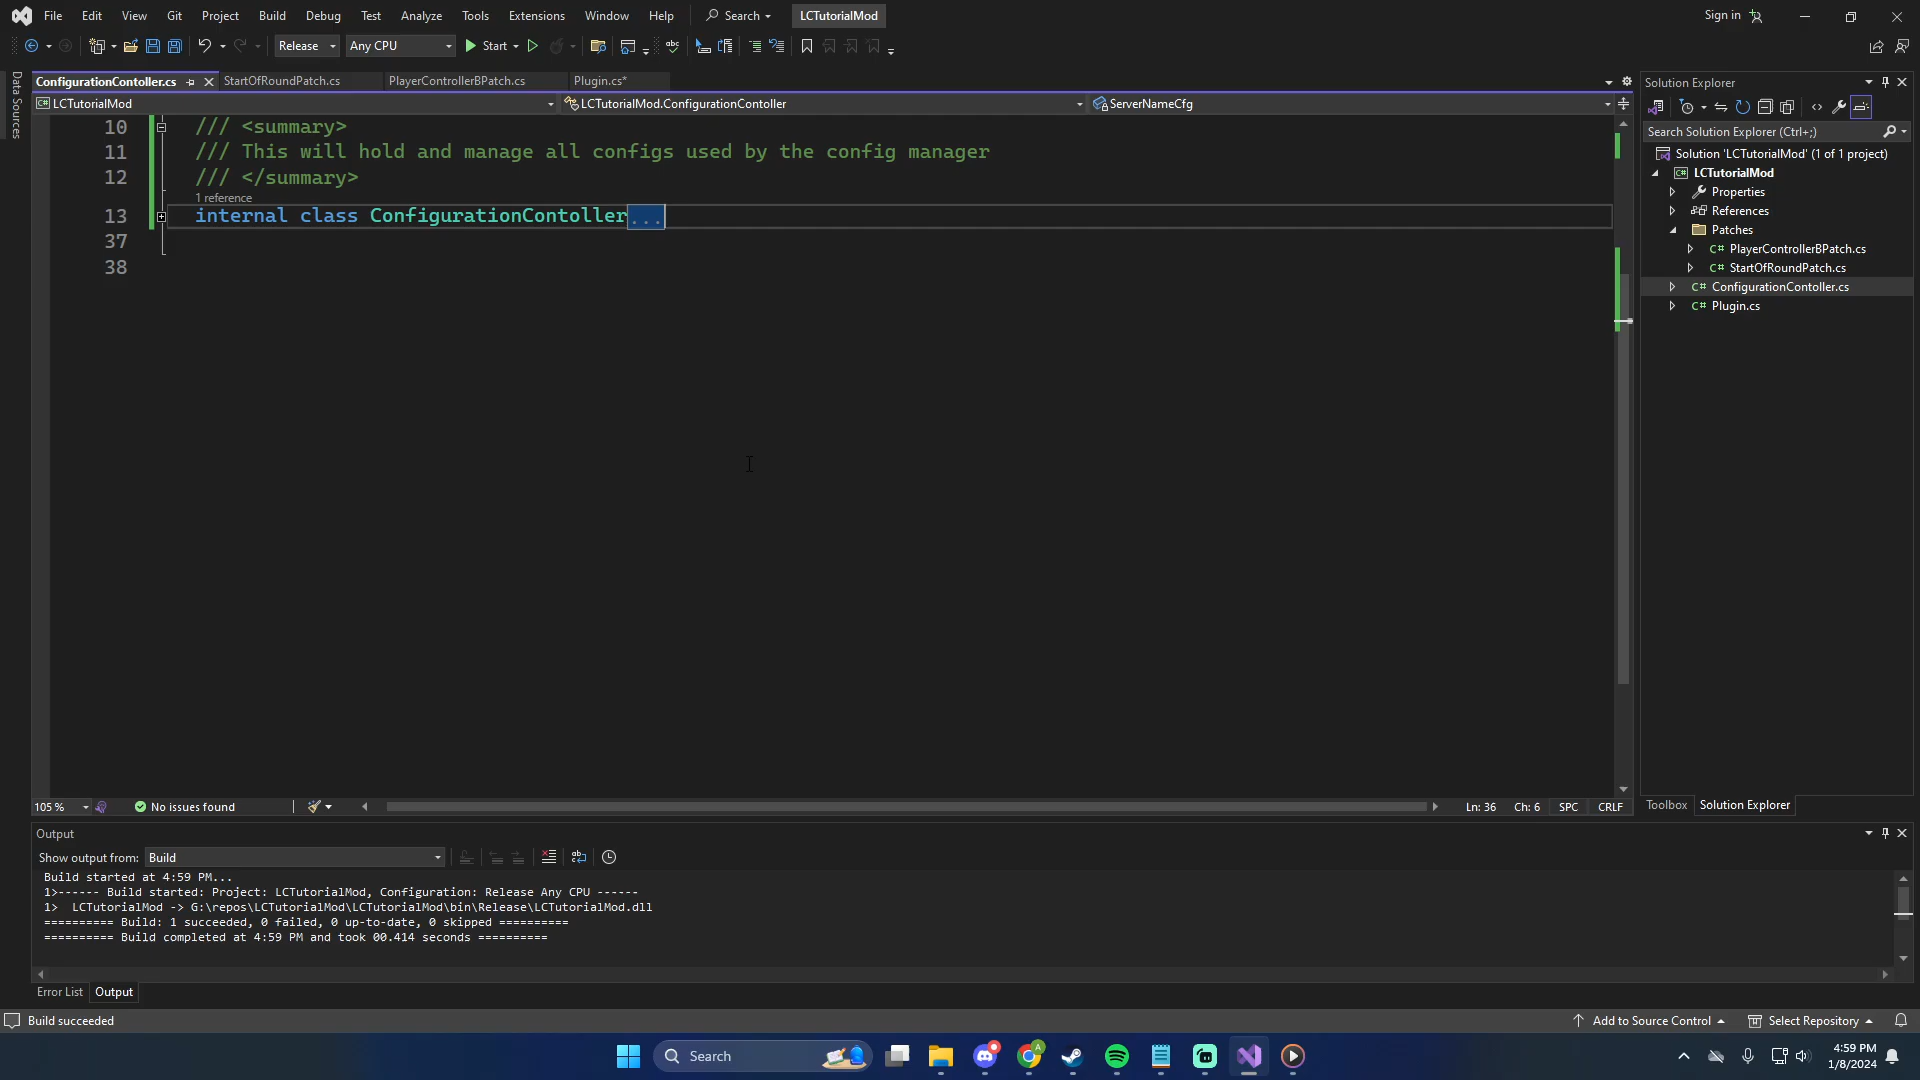 File Edit View Git Project Build Debug Test Analyze Tools Extensions Window Help Search LCTutorialMod Sign in
Release Any CPU Start
Data Sources
ConfigurationContoller.cs StartOfRoundPatch.cs PlayerControllerBPatch.cs Plugin.cs*
LCTutorialMod LCTutorialMod.ConfigurationContoller ServerNameCfg
10 /// <summary>
11 /// This will hold and manage all configs used by the config manager
12 /// </summary>
1 reference
13 internal class ConfigurationContoller...
37
38
105 % No issues found Ln: 36 Ch: 6 SPC CRLF
Solution Explorer
Search Solution Explorer (Ctrl+;)
Solution 'LCTutorialMod' (1 of 1 project)
C# LCTutorialMod
Properties
References
Patches
C# PlayerControllerBPatch.cs
C# StartOfRoundPatch.cs
C# ConfigurationContoller.cs
C# Plugin.cs
Toolbox Solution Explorer
Output
Show output from: Build
Build started at 4:59 PM...
1>------ Build started: Project: LCTutorialMod, Configuration: Release Any CPU ------
1> LCTutorialMod -> G:\repos\LCTutorialMod\LCTutorialMod\bin\Release\LCTutorialMod.dll
========== Build: 1 succeeded, 0 failed, 0 up-to-date, 0 skipped ==========
========== Build completed at 4:59 PM and took 00.414 seconds ==========
Error List Output
Build succeeded Add to Source Control Select Repository
Search
4:59 PM
1/8/2024